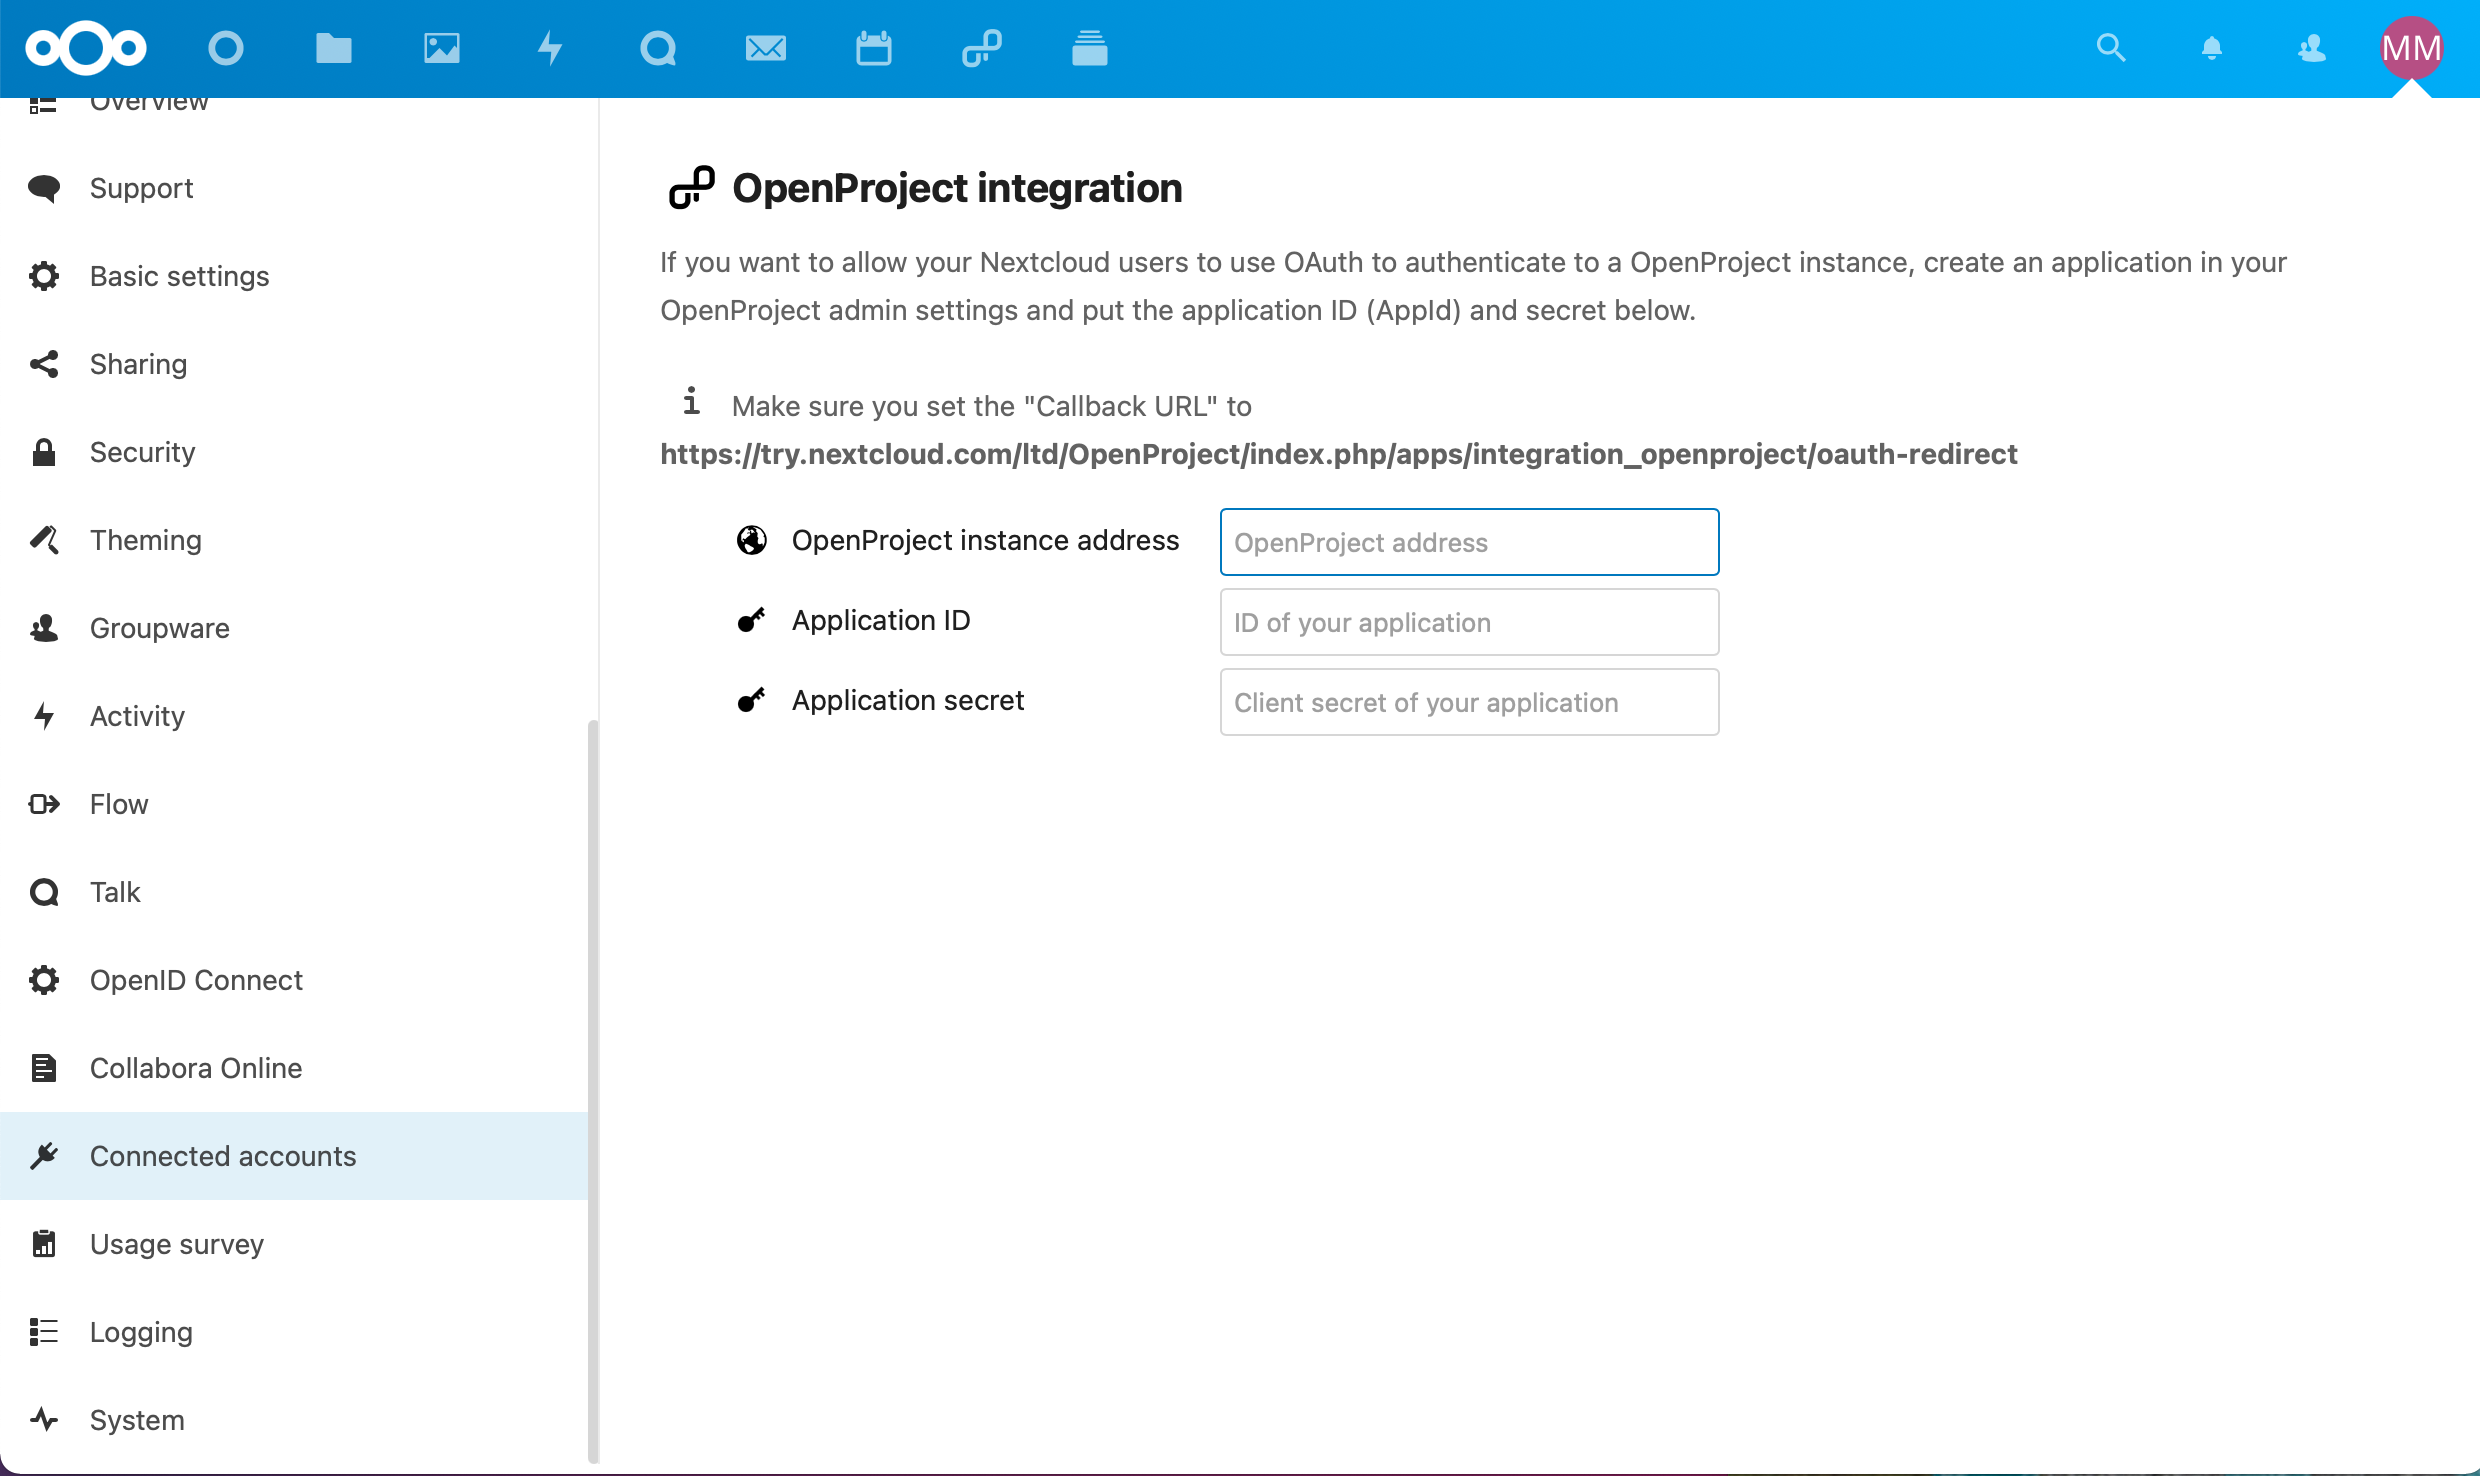 MM
Overview
Support
Basic settings
Sharing
Security
Theming
Groupware
Activity
Flow
Talk
OpenID Connect
Collabora Online
Connected accounts
Usage survey
Logging
System
OpenProject integration
If you want to allow your Nextcloud users to use OAuth to authenticate to a OpenProject instance, create an application in your
OpenProject admin settings and put the application ID (AppId) and secret below.
Make sure you set the "Callback URL" to
https://try.nextcloud.com/ltd/OpenProject/index.php/apps/integration_openproject/oauth-redirect
OpenProject instance address OpenProject address
Application ID ID of your application
Application secret Client secret of your application